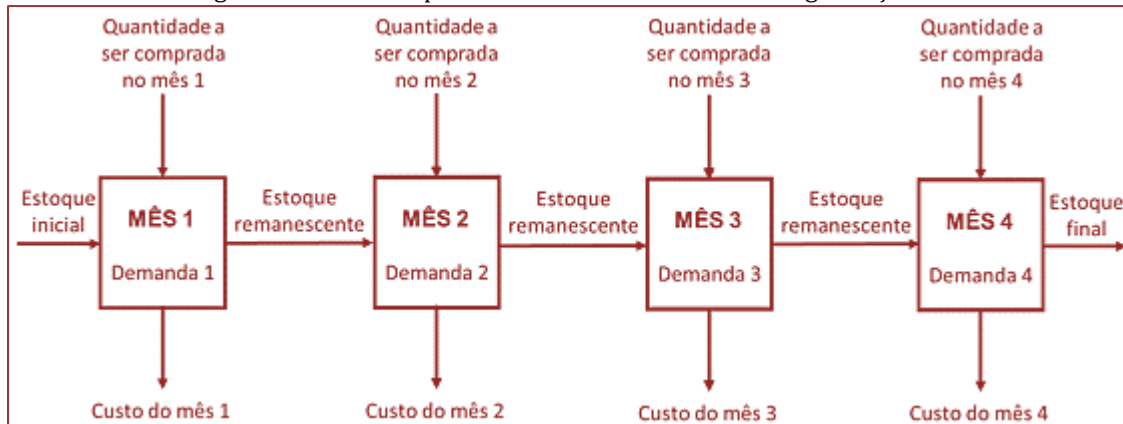 Quantidade a
ser comprada
no mês 1
Quantidade a
ser comprada
no mês 2
Quantidade a
ser comprada
no mês 3
Quantidade a
ser comprada
no mês 4
Estoque
inicial
MÊS 1
Demanda 1
Estoque
remanescente
MÊS 2
Demanda 2
Estoque
remanescente
MÊS 3
Demanda 3
Estoque
remanescente
MÊS 4
Demanda 4
Estoque
final
Custo do mês 1
Custo do mês 2
Custo do mês 3
Custo do mês 4